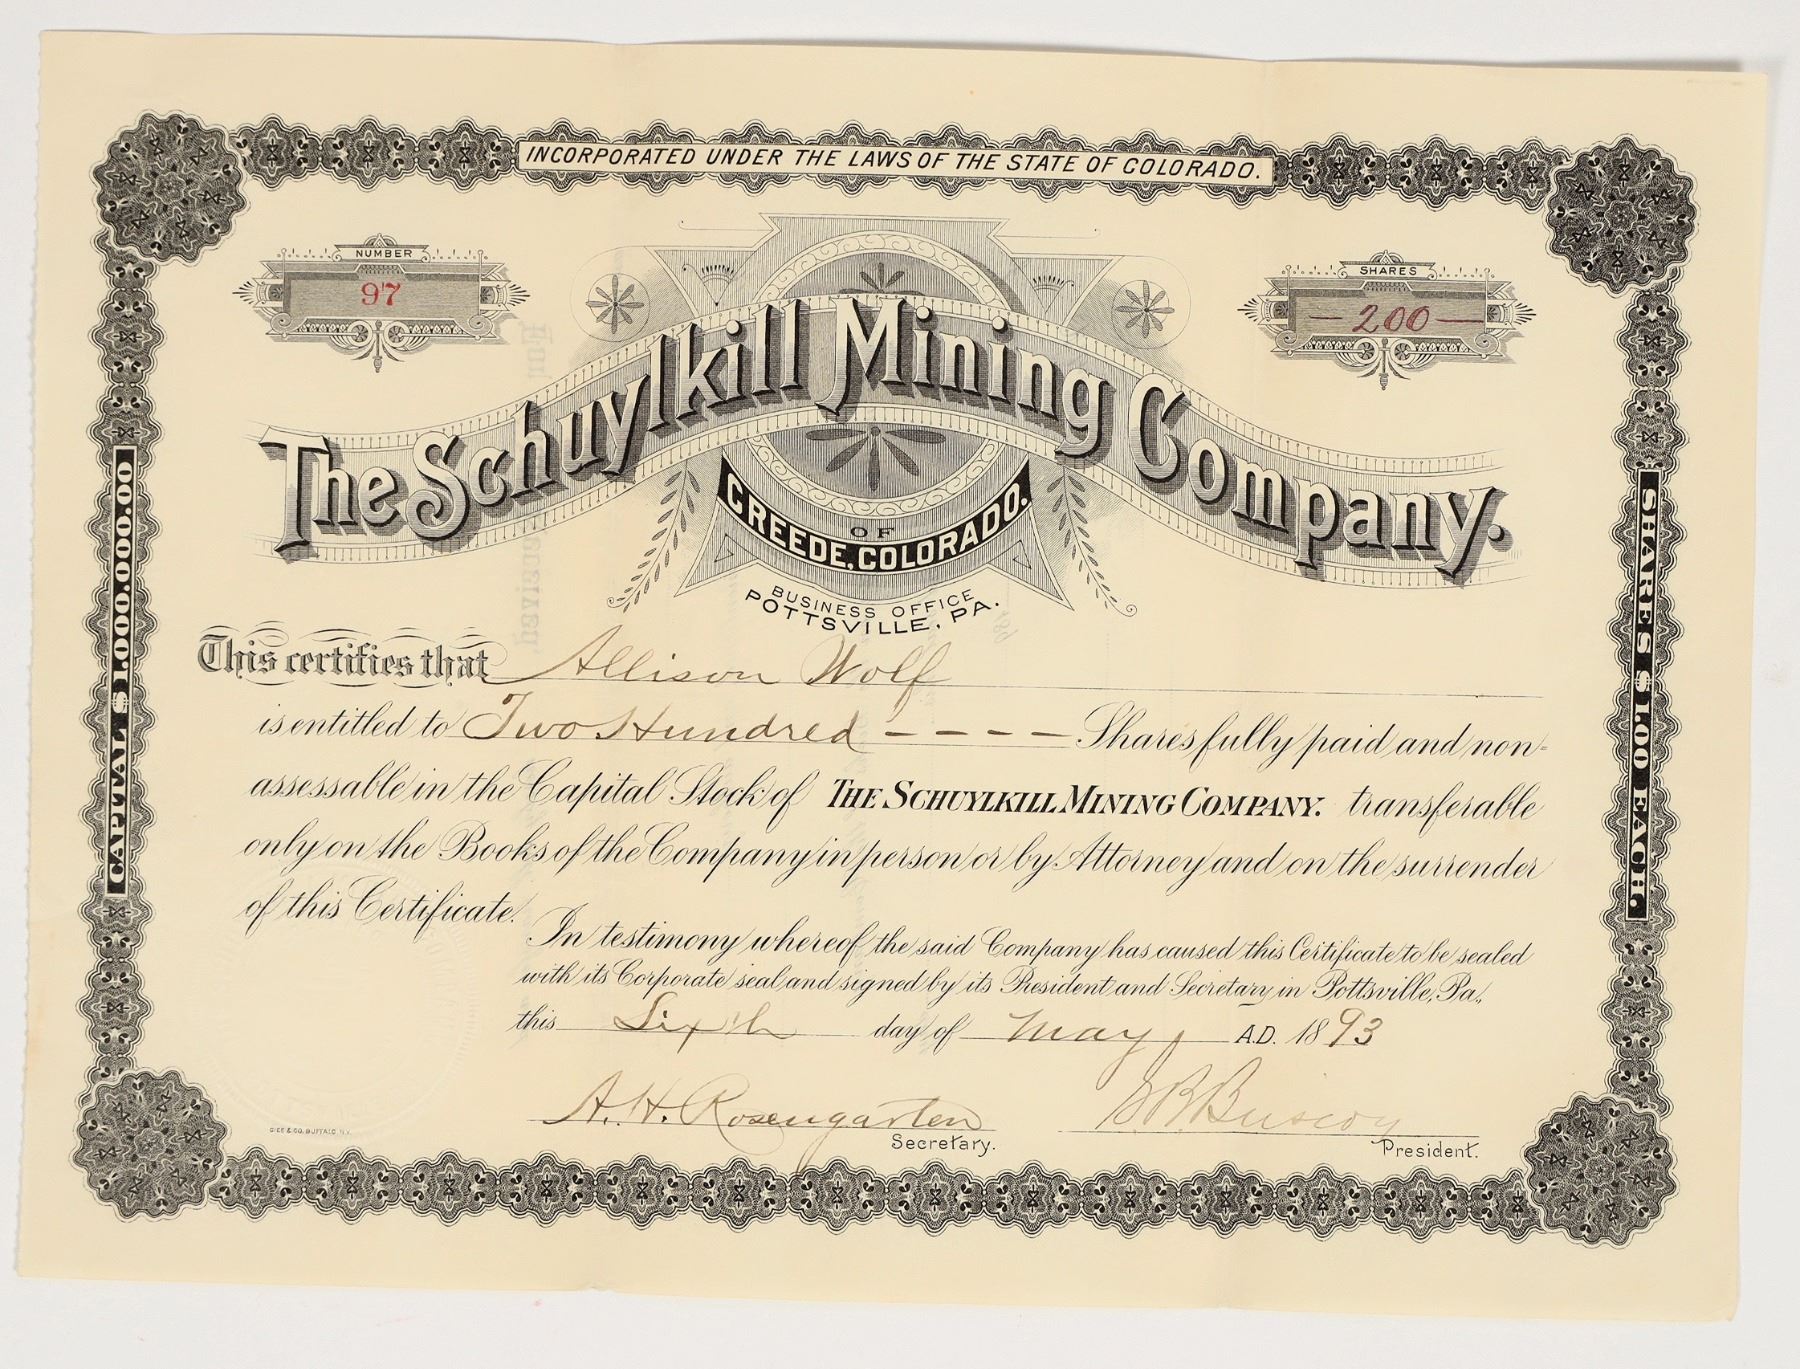 INCORPORATED UNDER THE LAWS OF THE STATE OF COLORADO.
NUMBER
97
SHARES
— 200 —
The Schuylkill Mining Company.
OF
CREEDE, COLORADO.
BUSINESS OFFICE
POTTSVILLE, PA.
CAPITAL $1,000,000.00
SHARES $1.00 EACH.
This certifies that Allison Wolf
is entitled to Two Hundred - - - - Shares fully paid and non-
assessable in the Capital Stock of THE SCHUYLKILL MINING COMPANY. transferable
only on the Books of the Company in person or by Attorney and on the surrender
of this Certificate.
In testimony whereof the said Company has caused this Certificate to be sealed
with its Corporate seal and signed by its President and Secretary in Pottsville, Pa.,
this Sixth day of May, A.D. 1893
A. H. Rosengarten
Secretary.
President.
GIES & CO. BUFFALO, N.Y.